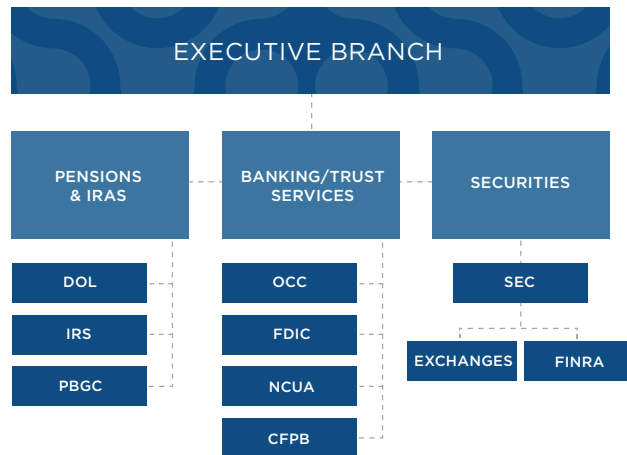 EXECUTIVE BRANCH
PENSIONS
& IRAS
BANKING/TRUST
SERVICES
SECURITIES
DOL
IRS
PBGC
OCC
FDIC
NCUA
CFPB
SEC
EXCHANGES
FINRA